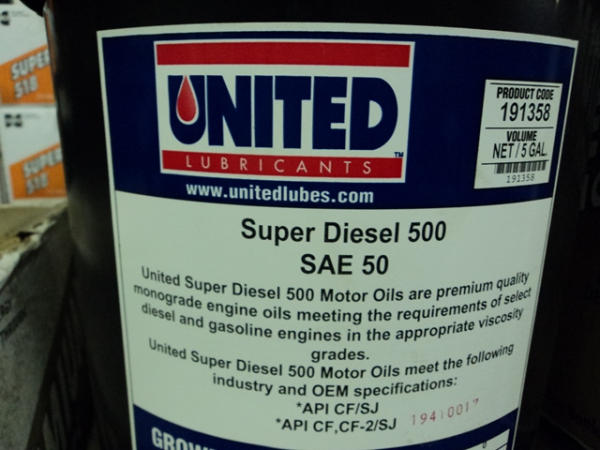 SUPER
518
SUPER
518
UNITED
LUBRICANTS
™
www.unitedlubes.com
PRODUCT CODE
191358
VOLUME
NET/5 GAL.
191358
Super Diesel 500
SAE 50
United Super Diesel 500 Motor Oils are premium quality
monograde engine oils meeting the requirements of select
diesel and gasoline engines in the appropriate viscosity
grades.
United Super Diesel 500 Motor Oils meet the following
industry and OEM specifications:
*API CF/SJ
*API CF,CF-2/SJ